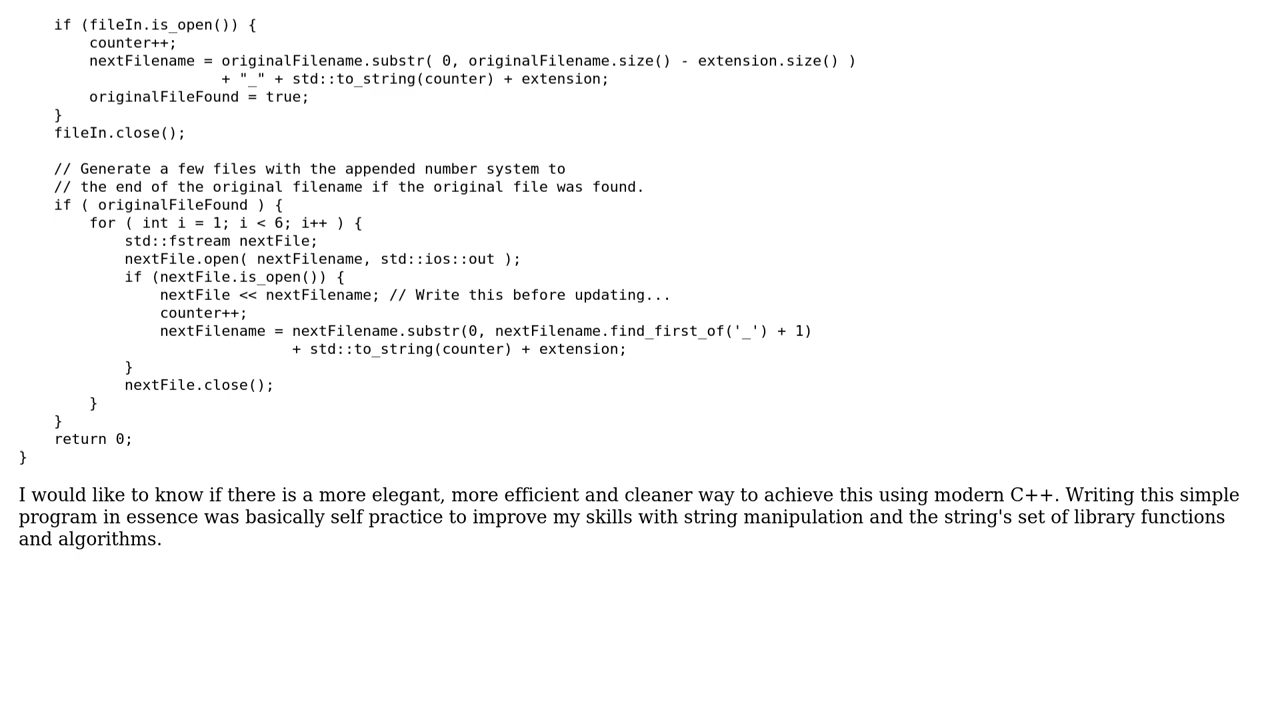 if (fileIn.is_open()) {
        counter++;
        nextFilename = originalFilename.substr( 0, originalFilename.size() - extension.size() )
                       + "_" + std::to_string(counter) + extension;
        originalFileFound = true;
    }
    fileIn.close();

    // Generate a few files with the appended number system to
    // the end of the original filename if the original file was found.
    if ( originalFileFound ) {
        for ( int i = 1; i < 6; i++ ) {
            std::fstream nextFile;
            nextFile.open( nextFilename, std::ios::out );
            if (nextFile.is_open()) {
                nextFile << nextFilename; // Write this before updating...
                counter++;
                nextFilename = nextFilename.substr(0, nextFilename.find_first_of('_') + 1)
                               + std::to_string(counter) + extension;
            }
            nextFile.close();
        }
    }
    return 0;
}
I would like to know if there is a more elegant, more efficient and cleaner way to achieve this using modern C++. Writing this simple
program in essence was basically self practice to improve my skills with string manipulation and the string's set of library functions
and algorithms.